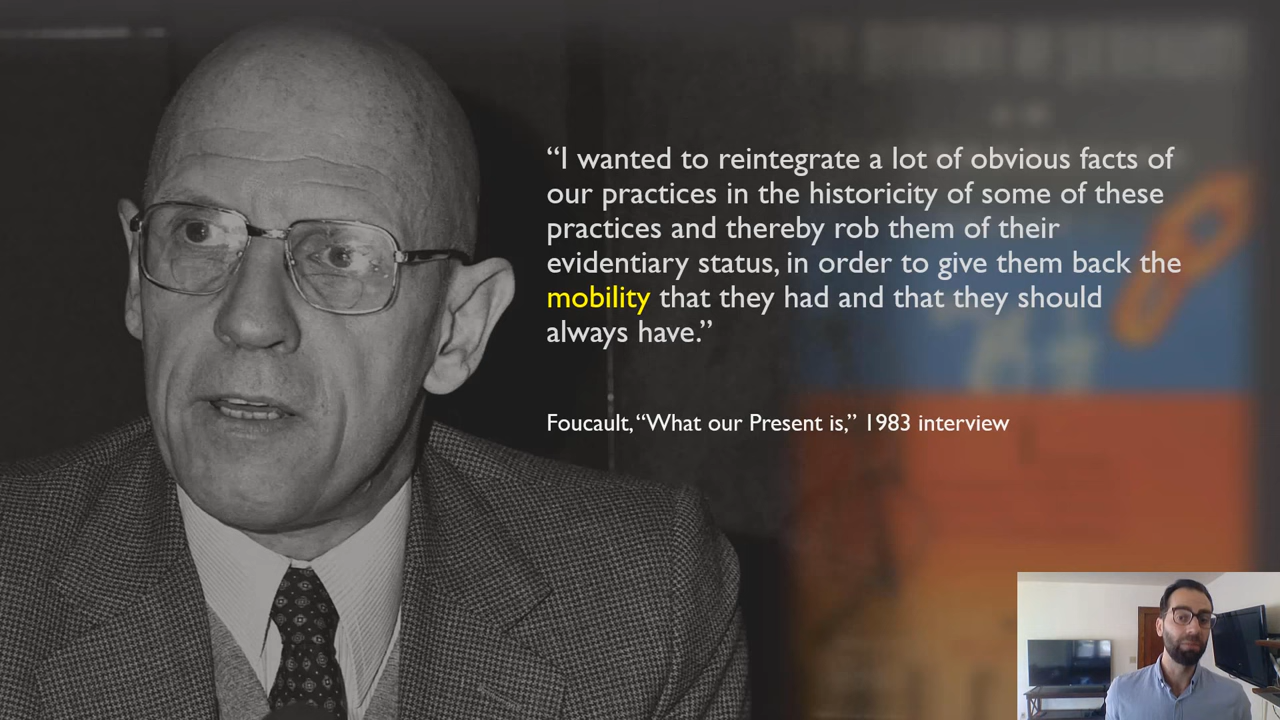 “I wanted to reintegrate a lot of obvious facts of
our practices in the historicity of some of these
practices and thereby rob them of their
evidentiary status, in order to give them back the
mobility that they had and that they should
always have.”
Foucault, “What our Present is,” 1983 interview